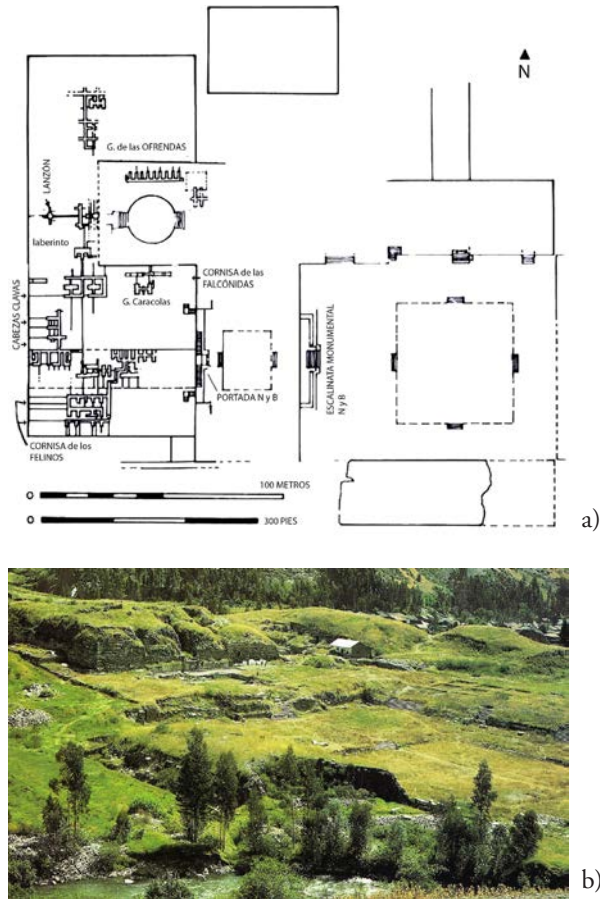 N
G. de las OFRENDAS
LANZÓN
laberinto
CORNISA de las
FALCÓNIDAS
G. Caracolas
CABEZAS CLAVAS
PORTADA N y B
ESCALINATA MONUMENTAL
N y B
CORNISA de los
FELINOS
0
100 METROS
0
300 PIES
a)
b)